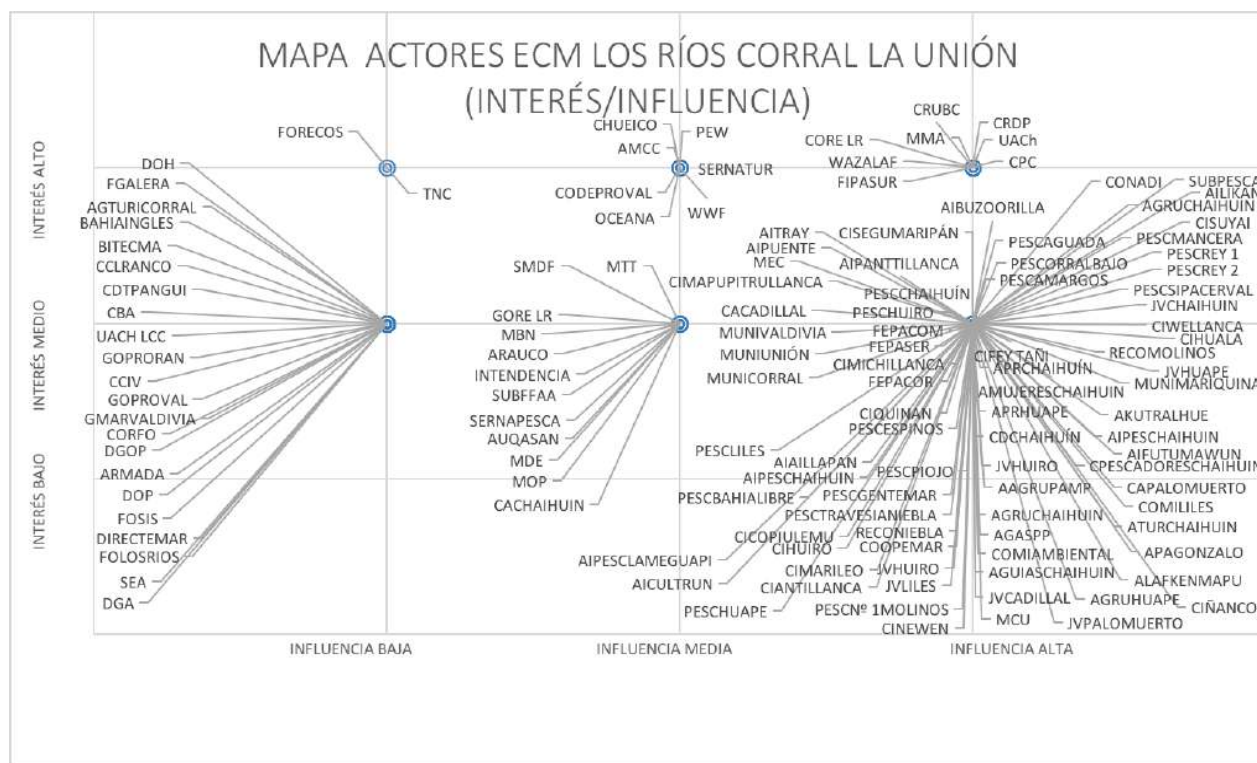 MAPA ACTORES ECM LOS RÍOS CORRAL LA UNIÓN
(INTERÉS/INFLUENCIA)
INTERÉS ALTO
INTERÉS MEDIO
INTERÉS BAJO
FORECOS
TNC
CHUEICO
PEW
AMCC
SERNATUR
CODEPROVAL
OCEANA
WWF
CRUBC
CRDP
CORE LR
MMA
UACh
WAZALAF
CPC
FIPASUR
DOH
FGALERA
AGTURICORRAL
BAHIAINGLES
BITECMA
CCLRANCO
CDTPANGUI
CBA
UACH LCC
GOPRORAN
CCIV
GOPROVAL
GMARVALDIVIA
CORFO
DGOP
ARMADA
DOP
FOSIS
DIRECTEMAR
FOLOSRIOS
SEA
DGA
SMDF
MTT
GORE LR
MBN
ARAUCO
INTENDENCIA
SUBFFAA
SERNAPESCA
AUQASAN
MDE
MOP
CACHAIHUIN
CONADI
SUBPESCA
AILIKAN
AIBUZOORILLA
AGRUCHAIHUIN
AITRAY
CISEGUMARIPÁN
CISUYAI
AIPUENTE
PESCAGUADA
PESCMANCERA
MEC
AIPANTTILLANCA
PESCORRALBAJO
PESCREY 1
CIMAPUPITRULLANCA
PESCAMARGOS
PESCREY 2
PESCCHAIHUÍN
PESCSIPACERVAL
CACADILLAL
PESCHUIRO
JVCHAIHUIN
MUNIVALDIVIA
FEPACOM
CIWELLANCA
FEPASER
CIHUALA
MUNIUNIÓN
CIFEY TAÑI
RECOMOLINOS
CIMICHILLANCA
APRCHAIHUÍN
JVHUAPE
MUNICORRAL
FEPACOR
MUNIMARIQUINA
AMUJERESCHAIHUIN
CIQUINAN
APRHUAPE
AKUTRALHUE
PESCESPINOS
CDCHAIHUÍN
AIPESCHAIHUIN
PESCLILES
AIFUTUMAWUN
AIAILLAPAN
PESCPIOJO
JVHUIRO
CPESCADORESCHAIHUIN
AIPESCHAIHUIN
AAGRUPAMP
CAPALOMUERTO
PESCBAHIALIBRE
PESCGENTEMAR
COMILILES
PESCTRAVESIANIEBLA
AGRUCHAIHUIN
ATURCHAIHUIN
CICOPIULEMU
RECONIEBLA
AGASPP
CIHUIRO
COOPEMAR
COMIAMBIENTAL
APAGONZALO
AIPESCLAMEGUAPI
CIMARILEO
JVHUIRO
AGUIASCHAIHUIN
ALAFKENMAPU
AICULTRUN
CIANTILLANCA
JVLILES
JVCADILLAL
AGRUHUAPE
PESCHUAPE
PESCNº 1MOLINOS
CIÑANCO
MCU
JVPALOMUERTO
CINEWEN
INFLUENCIA BAJA
INFLUENCIA MEDIA
INFLUENCIA ALTA